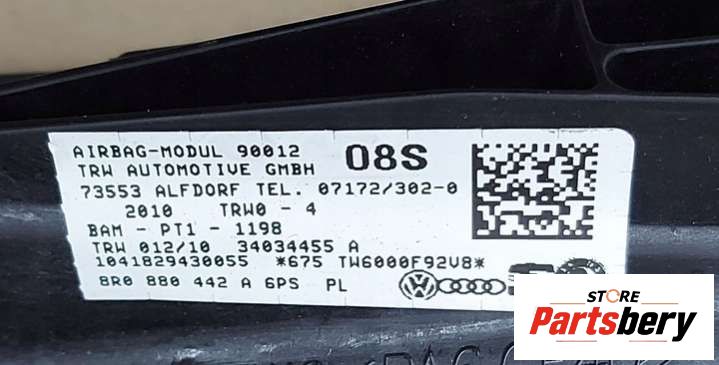 AIRBAG-MODUL 90012 08S
TRW AUTOMOTIVE GMBH
73553 ALFDORF TEL. 07172/302-0
2010 TRW0 - 4
BAM - PT1 - 1198
TRW 012/10 34034455 A
1041829430055 *675 TW6000F92V8*
8R0 880 442 A 6PS PL
STORE
Partsbery